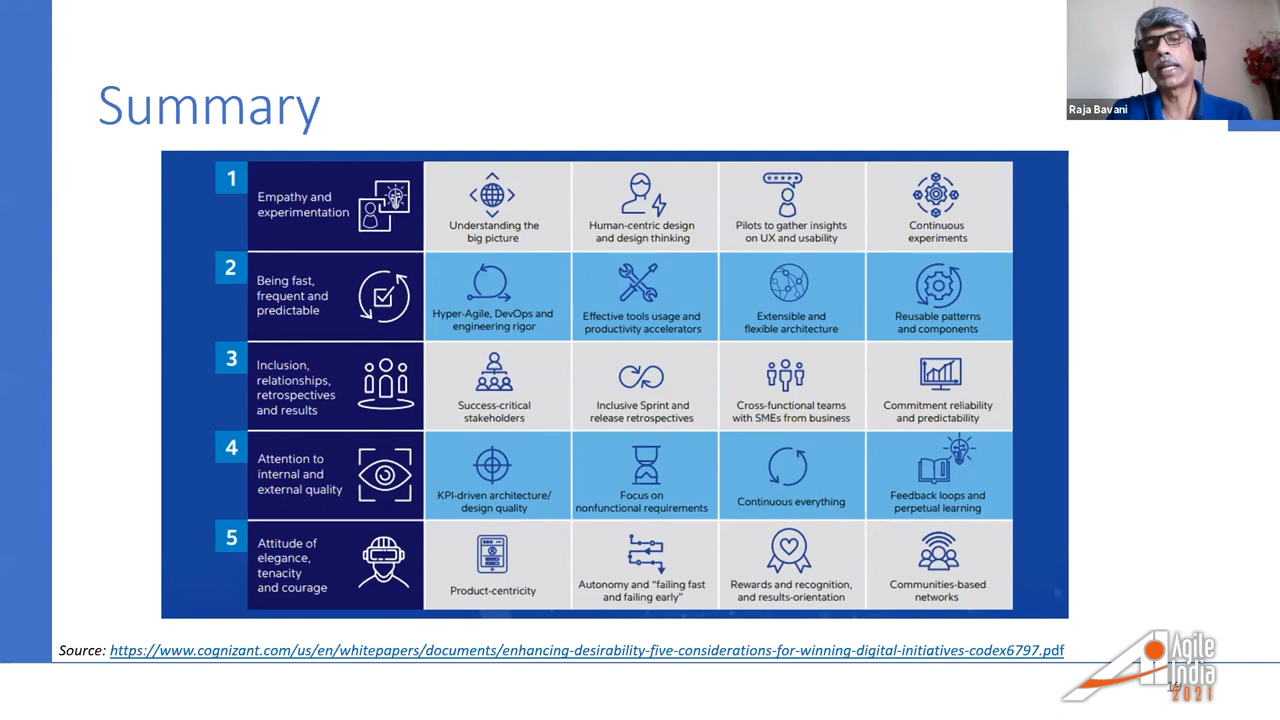 Raja Bavani
Summary
1
Empathy and
experimentation
Understanding the
big picture
Human-centric design
and design thinking
Pilots to gather insights
on UX and usability
Continuous
experiments
2
Being fast,
frequent and
predictable
Hyper-Agile, DevOps and
engineering rigor
Effective tools usage and
productivity accelerators
Extensible and
flexible architecture
Reusable patterns
and components
3
Inclusion,
relationships,
retrospectives
and results
Success-critical
stakeholders
Inclusive Sprint and
release retrospectives
Cross-functional teams
with SMEs from business
Commitment reliability
and predictability
4
Attention to
internal and
external quality
KPI-driven architecture/
design quality
Focus on
nonfunctional requirements
Continuous everything
Feedback loops and
perpetual learning
5
Attitude of
elegance,
tenacity
and courage
Product-centricity
Autonomy and "failing fast
and failing early"
Rewards and recognition,
and results-orientation
Communities-based
networks
Source: https://www.cognizant.com/us/en/whitepapers/documents/enhancing-desirability-five-considerations-for-winning-digital-initiatives-codex6797.pdf
Agile
India
2021